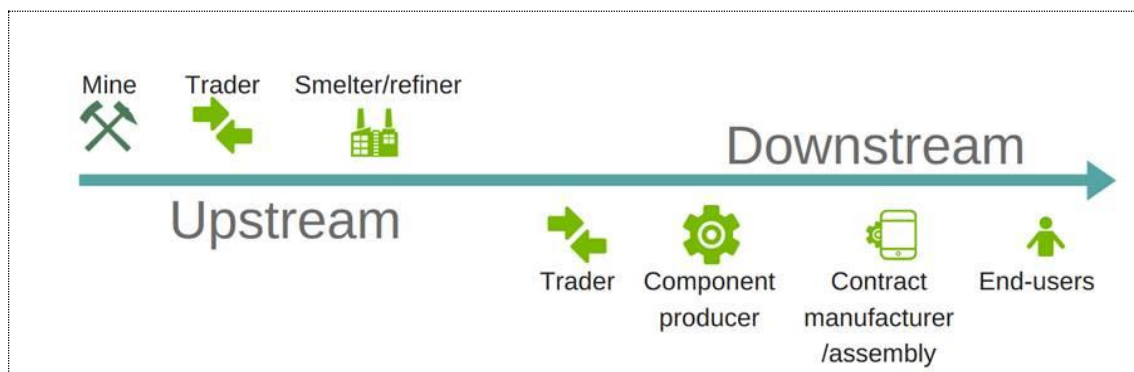 Mine Trader Smelter/refiner
Downstream
Upstream
Trader Component producer Contract manufacturer /assembly End-users